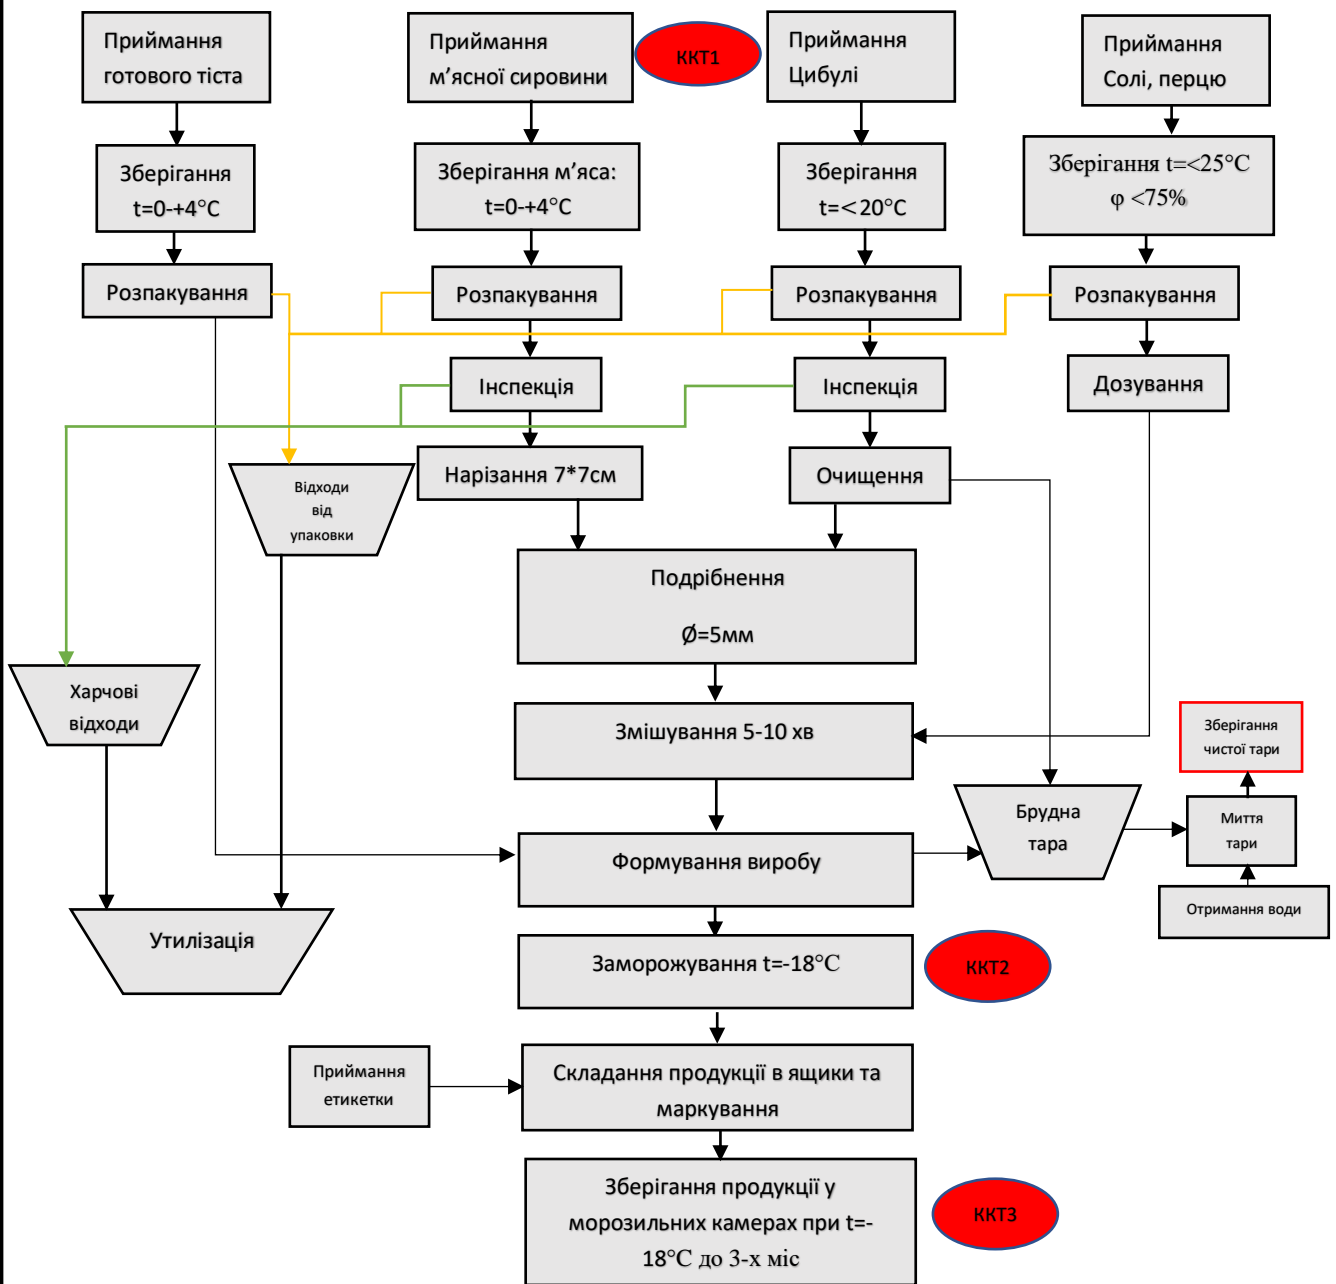 Приймання
готового тіста
Приймання
м’ясної сировини
ККТ1
Приймання
Цибулі
Приймання
Солі, перцю
Зберігання
t=0-+4°C
Зберігання м’яса:
t=0-+4°C
Зберігання
t=<20°C
Зберігання t=<25°C
φ <75%
Розпакування
Розпакування
Розпакування
Розпакування
Інспекція
Інспекція
Дозування
Відходи
від
упаковки
Нарізання 7*7см
Очищення
Подрібнення
Ø=5мм
Харчові
відходи
Змішування 5-10 хв
Зберігання
чистої тари
Брудна
тара
Миття
тари
Формування виробу
Отримання води
Утилізація
Заморожування t=-18°C
ККТ2
Приймання
етикетки
Складання продукції в ящики та
маркування
Зберігання продукції у
морозильних камерах при t=-
18°C до 3-х міс
ККТ3